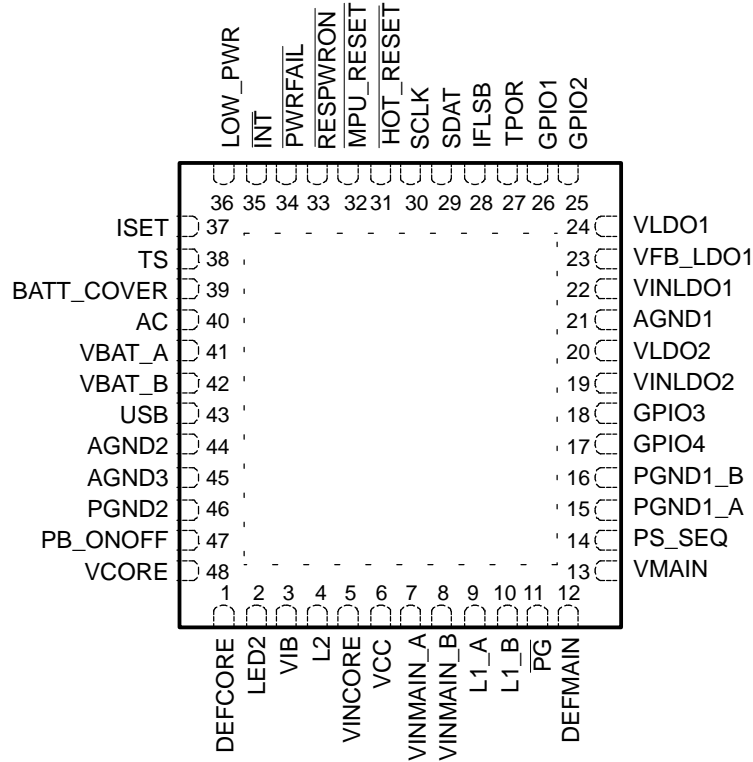 LOW_PWR
INT
PWRFAIL
RESPWRON
MPU_RESET
HOT_RESET
SCLK
SDAT
IFLSB
TPOR
GPIO1
GPIO2
36 35 34 33 32 31 30 29 28 27 26 25
ISET 37
TS 38
BATT_COVER 39
AC 40
VBAT_A 41
VBAT_B 42
USB 43
AGND2 44
AGND3 45
PGND2 46
PB_ONOFF 47
VCORE 48
24 VLDO1
23 VFB_LDO1
22 VINLDO1
21 AGND1
20 VLDO2
19 VINLDO2
18 GPIO3
17 GPIO4
16 PGND1_B
15 PGND1_A
14 PS_SEQ
13 VMAIN
1 2 3 4 5 6 7 8 9 10 11 12
DEFCORE
LED2
VIB
L2
VINCORE
VCC
VINMAIN_A
VINMAIN_B
L1_A
L1_B
PG
DEFMAIN